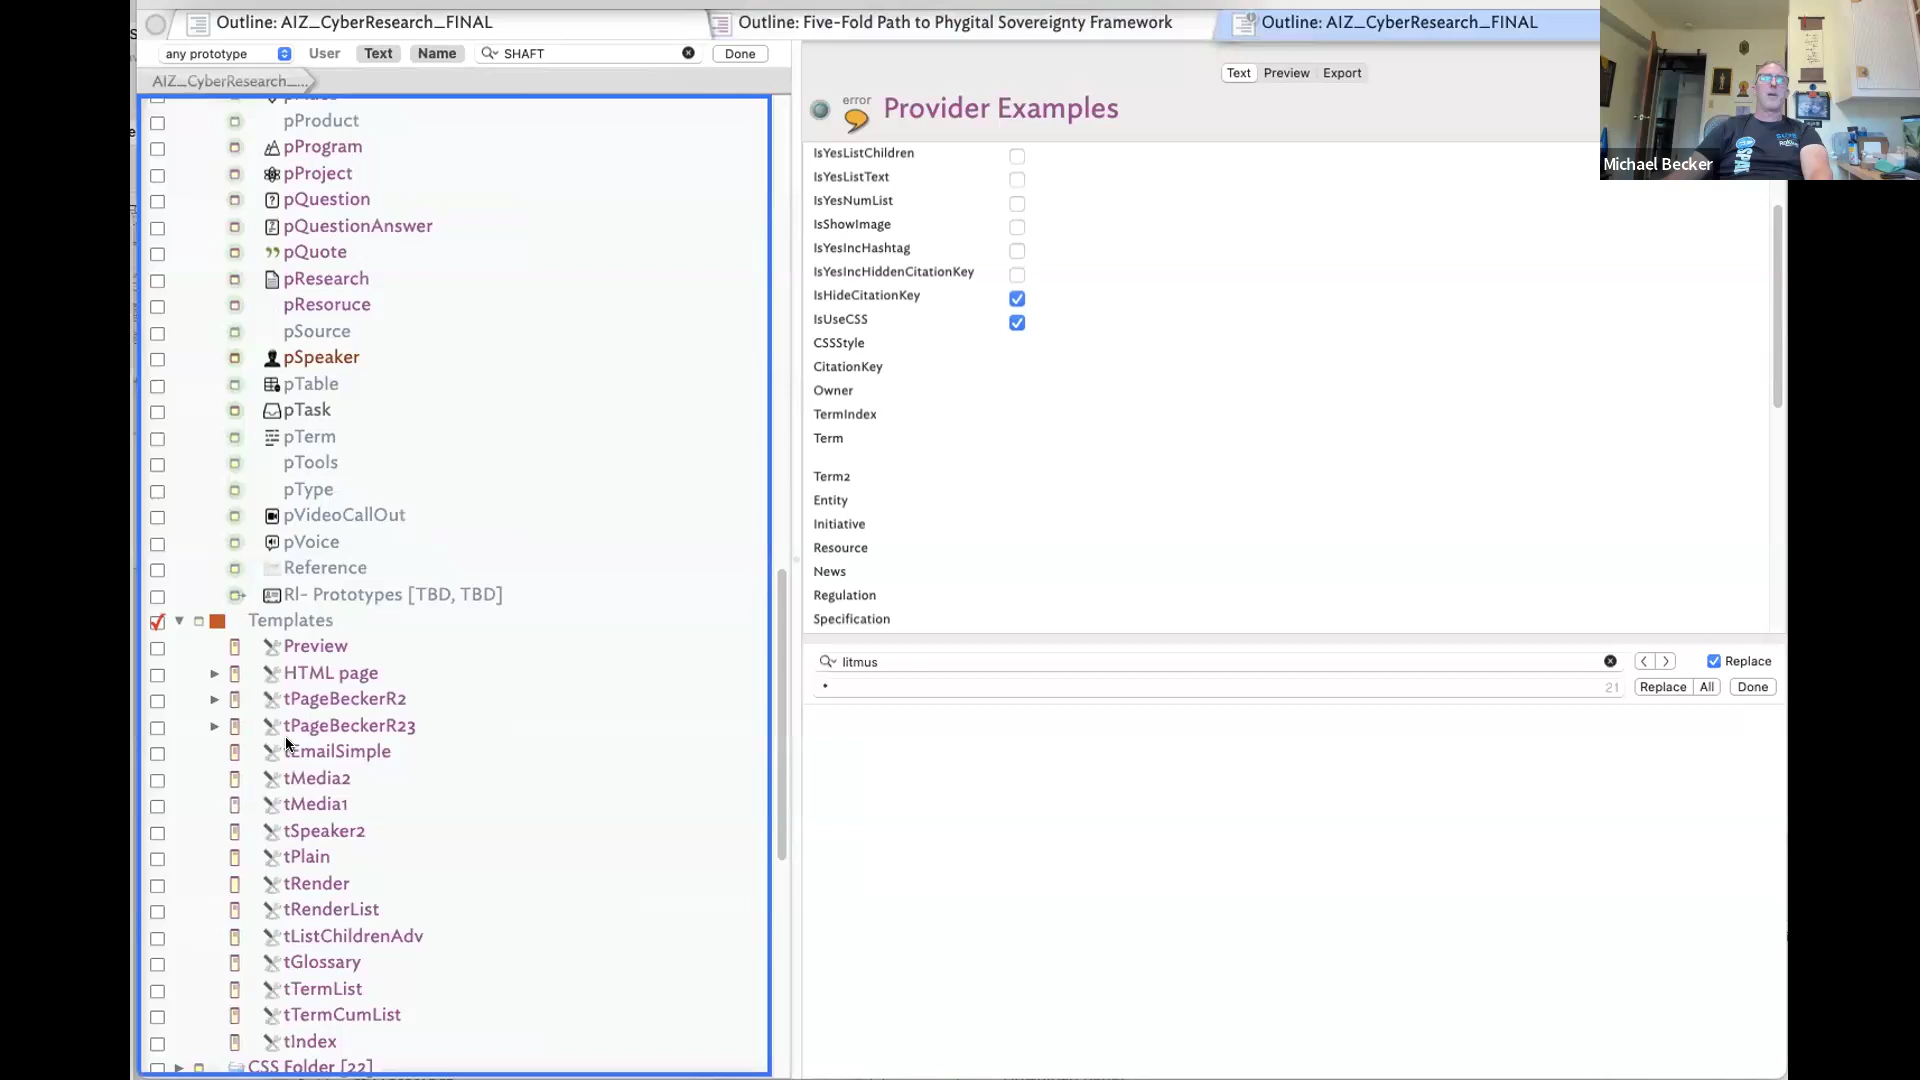 Outline: AIZ_CyberResearch_FINAL
Outline: Five-Fold Path to Phygital Sovereignty Framework
Outline: AIZ_CyberResearch_FINAL
any prototype User Text Name SHAFT Done
AIZ_CyberResearch_...
Text Preview Export
error
Provider Examples
pProduct
pProgram
pProject
pQuestion
pQuestionAnswer
pQuote
pResearch
pResoruce
pSource
pSpeaker
pTable
pTask
pTerm
pTools
pType
pVideoCallOut
pVoice
Reference
Rl- Prototypes [TBD, TBD]
Templates
Preview
HTML page
tPageBeckerR2
tPageBeckerR23
tEmailSimple
tMedia2
tMedia1
tSpeaker2
tPlain
tRender
tRenderList
tListChildrenAdv
tGlossary
tTermList
tTermCumList
tIndex
CSS Folder [22]
IsYesListChildren
IsYesListText
IsYesNumList
IsShowImage
IsYesIncHashtag
IsYesIncHiddenCitationKey
IsHideCitationKey
IsUseCSS
CSSStyle
CitationKey
Owner
TermIndex
Term
Term2
Entity
Initiative
Resource
News
Regulation
Specification
litmus
Replace
• 21
Replace All Done
Michael Becker